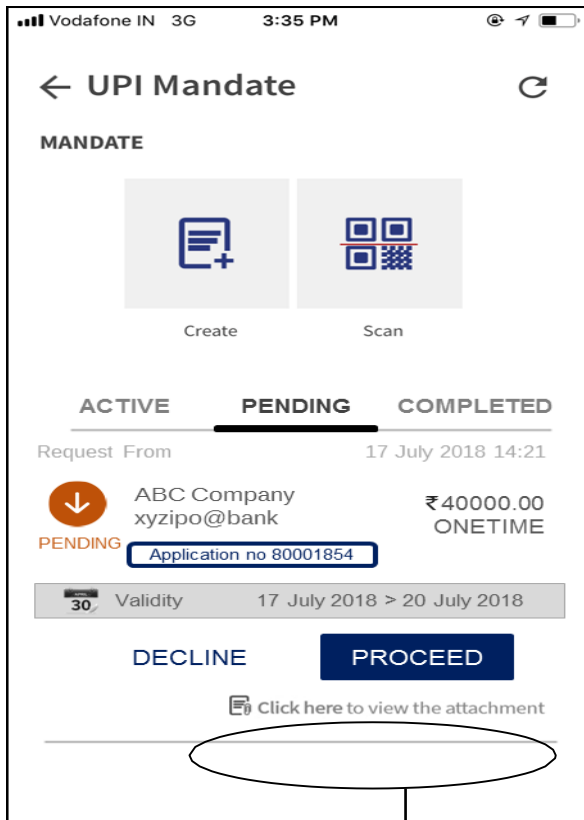 Vodafone IN 3G 3:35 PM
← UPI Mandate
MANDATE
Create Scan
ACTIVE PENDING COMPLETED
Request From 17 July 2018 14:21
ABC Company ₹40000.00
xyzipo@bank ONETIME
PENDING
Application no 80001854
30 Validity 17 July 2018 > 20 July 2018
DECLINE PROCEED
Click here to view the attachment